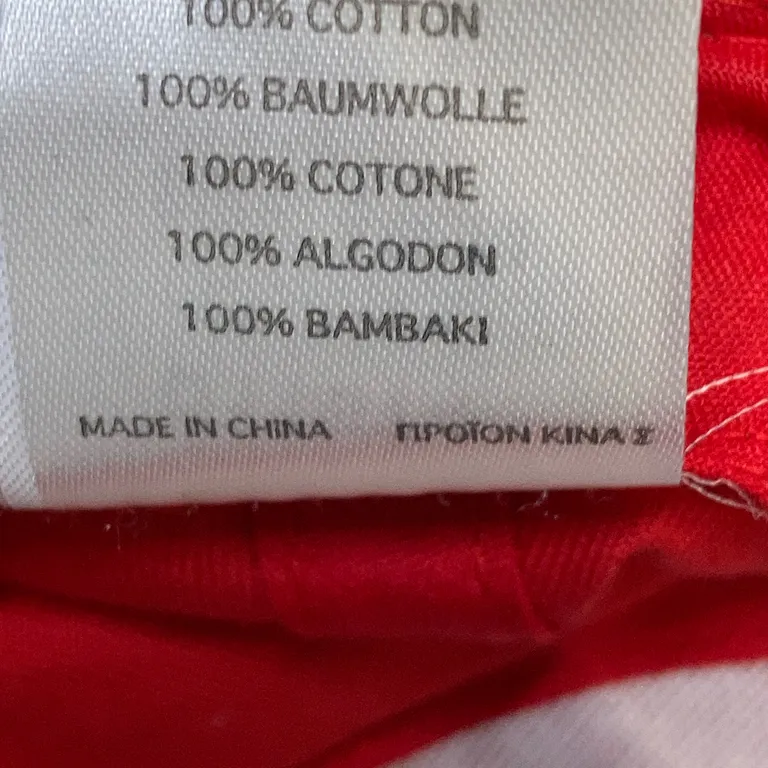 100% COTTON
100% BAUMWOLLE
100% COTONE
100% ALGODON
100% BAMBAKI
MADE IN CHINA ΠΡΟΪΟΝ ΚΙΝΑΣ